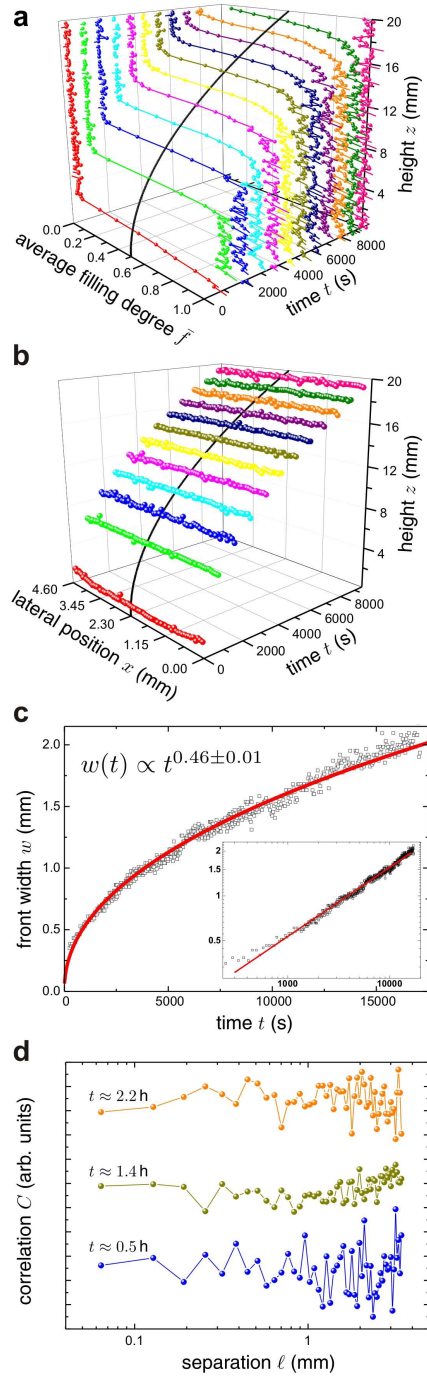 a
20
16
12
8
4
height z (mm)
0.0
0.2
0.4
0.6
0.8
1.0
average filling degree f̄
0
2000
4000
6000
8000
time t (s)
b
20
16
12
8
4
height z (mm)
4.60
3.45
2.30
1.15
0.00
lateral position x (mm)
0
2000
4000
6000
8000
time t (s)
c
w(t) ∝ t^0.46±0.01
2.0
1.5
1.0
0.5
0.0
front width w (mm)
2
1
0.5
1000
10000
0
5000
10000
15000
time t (s)
d
t ≈ 2.2 h
t ≈ 1.4 h
t ≈ 0.5 h
correlation C (arb. units)
0.1
1
separation ℓ (mm)